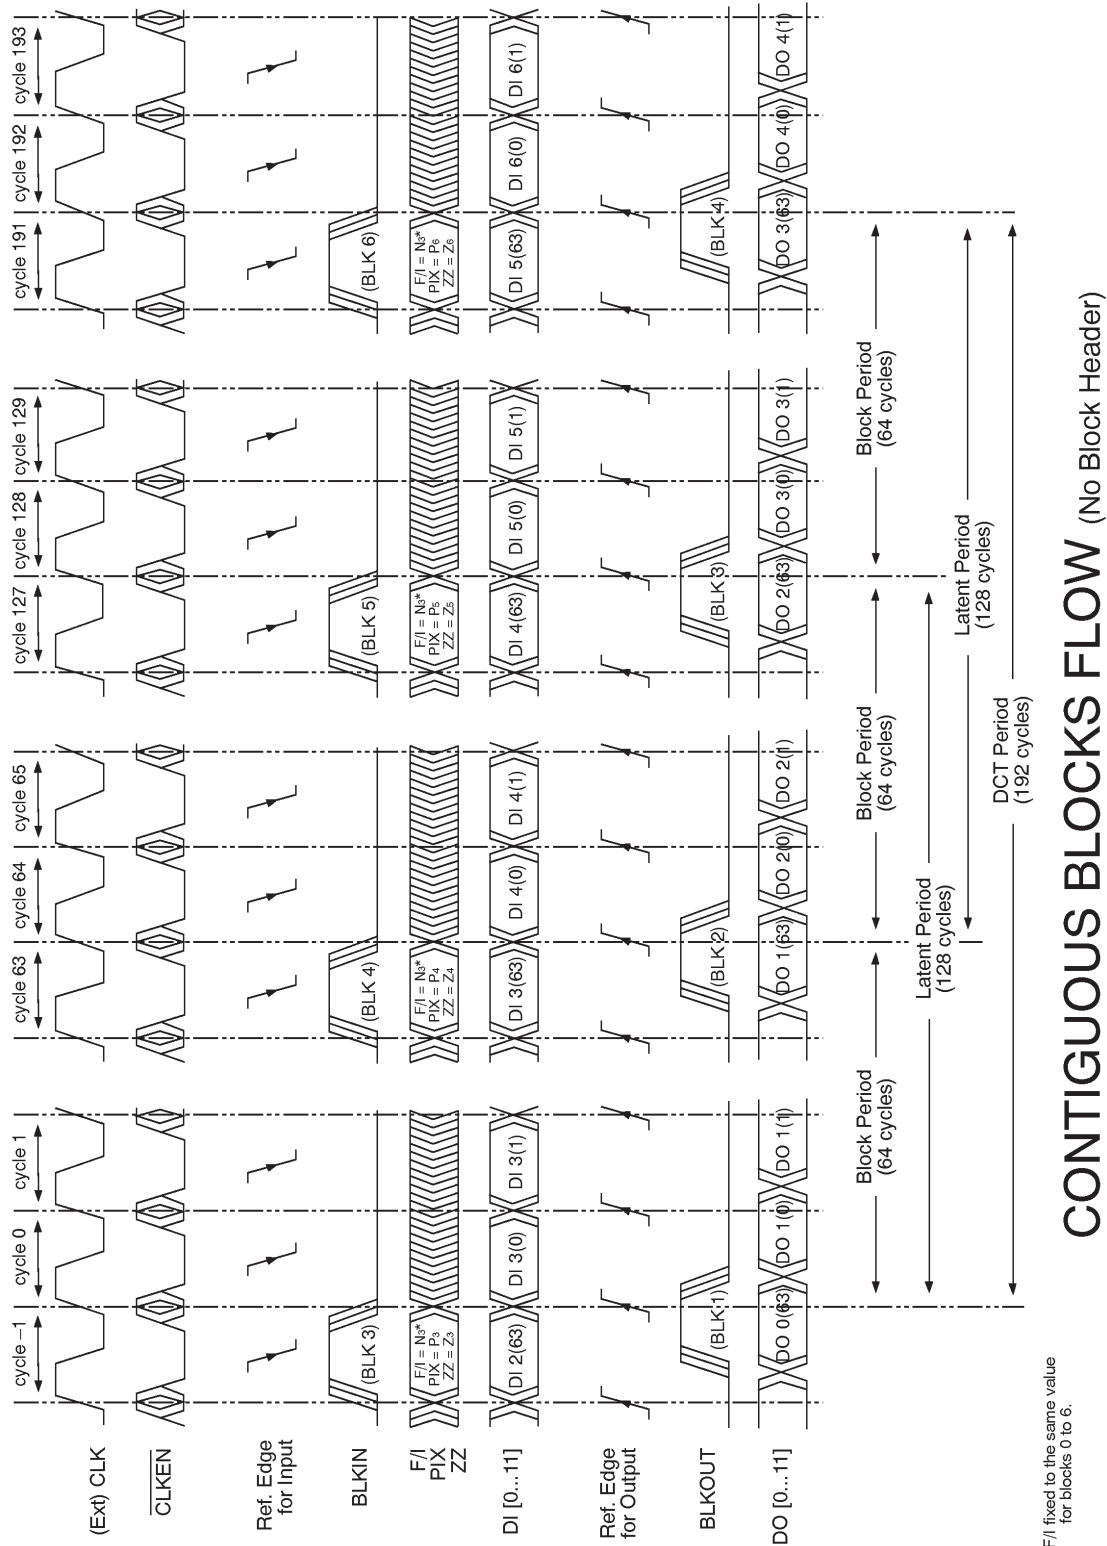 cycle –1 cycle 0 cycle 1 cycle 63 cycle 64 cycle 65 cycle 127 cycle 128 cycle 129 cycle 191 cycle 192 cycle 193
(Ext) CLK
CLKEN
Ref. Edge
for Input
BLKIN (BLK 3) (BLK 4) (BLK 5) (BLK 6)
F/I F/I = N3* F/I = N3* F/I = N3* F/I = N3*
PIX PIX = P3 PIX = P4 PIX = P5 PIX = P6
ZZ ZZ = Z3 ZZ = Z4 ZZ = Z5 ZZ = Z6
DI [0...11] DI 2(63) DI 3(0) DI 3(1) DI 3(63) DI 4(0) DI 4(1) DI 4(63) DI 5(0) DI 5(1) DI 5(63) DI 6(0) DI 6(1)
Ref. Edge
for Output
BLKOUT (BLK 1) (BLK 2) (BLK 3) (BLK 4)
DO [0...11] DO 0(63) DO 1(0) DO 1(1) DO 1(63) DO 2(0) DO 2(1) DO 2(63) DO 3(0) DO 3(1) DO 3(63) DO 4(0) DO 4(1)
Block Period Block Period Block Period
(64 cycles) (64 cycles) (64 cycles)
Latent Period
(128 cycles)
Latent Period
(128 cycles)
DCT Period
(192 cycles)
F/I fixed to the same value
for blocks 0 to 6.
CONTIGUOUS BLOCKS FLOW (No Block Header)